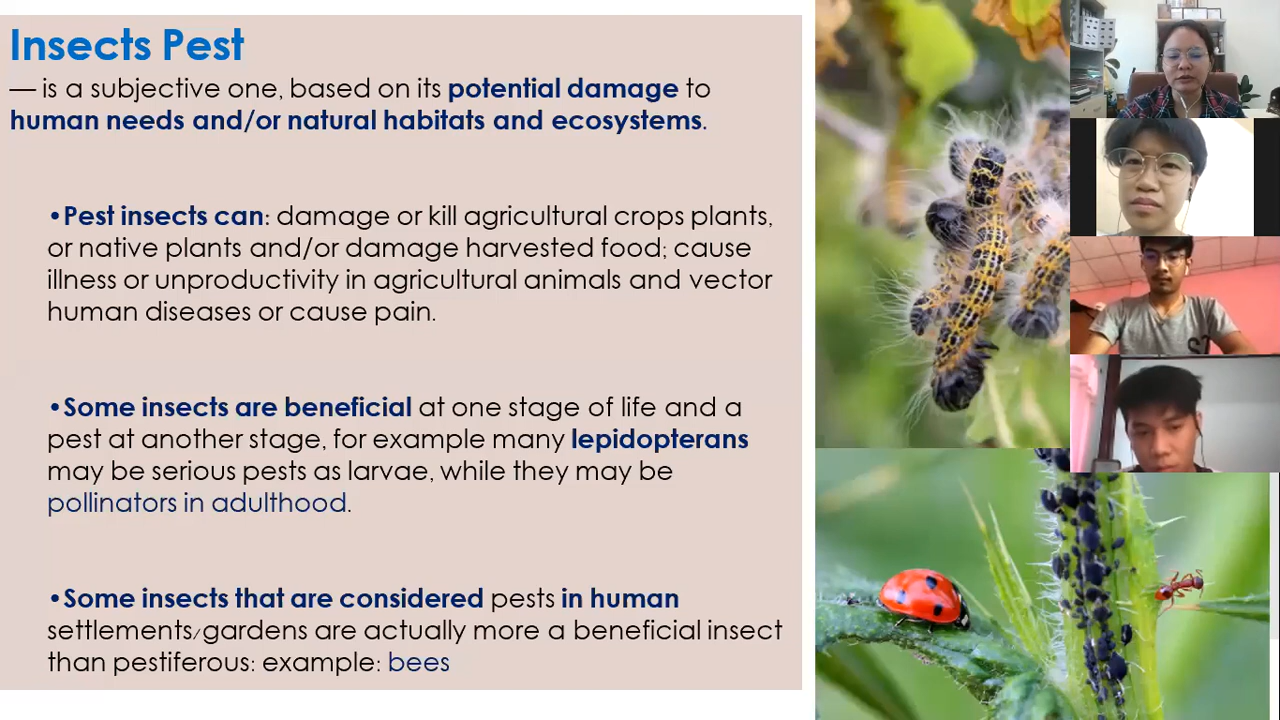 Insects Pest
— is a subjective one, based on its potential damage to
human needs and/or natural habitats and ecosystems.
•Pest insects can: damage or kill agricultural crops plants,
or native plants and/or damage harvested food; cause
illness or unproductivity in agricultural animals and vector
human diseases or cause pain.
•Some insects are beneficial at one stage of life and a
pest at another stage, for example many lepidopterans
may be serious pests as larvae, while they may be
pollinators in adulthood.
•Some insects that are considered pests in human
settlements/gardens are actually more a beneficial insect
than pestiferous: example: bees